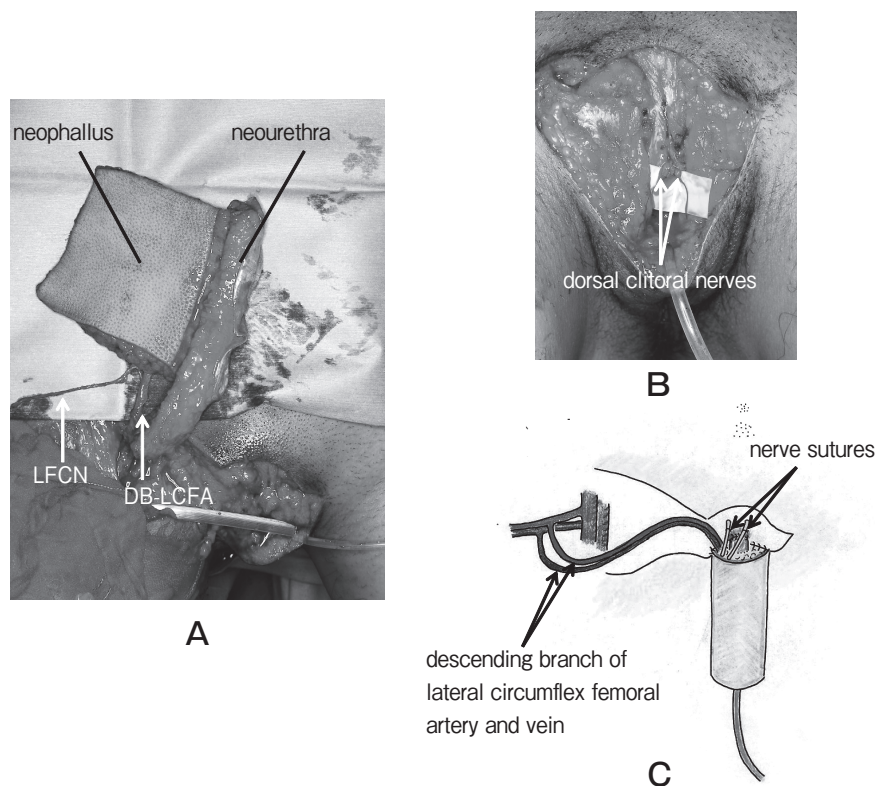 neophallus
neourethra
LFCN
DB-LCFA
A
dorsal clitoral nerves
B
nerve sutures
descending branch of
lateral circumflex femoral
artery and vein
C